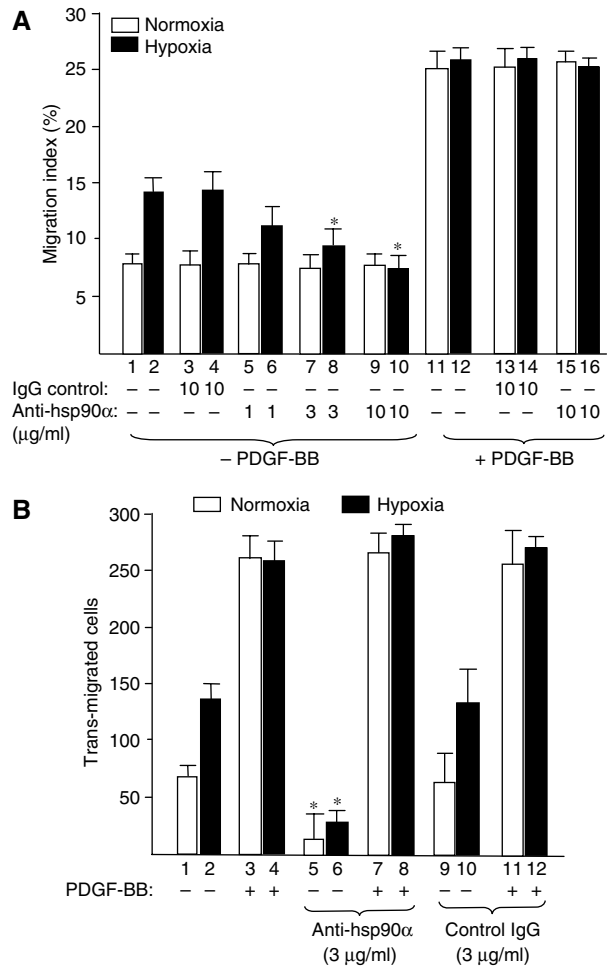 A
Normoxia
Hypoxia
Migration index (%)
30
25
20
15
10
5
* *
1 2 3 4 5 6 7 8 9 10 11 12 13 14 15 16
IgG control: – – 10 10 – – – – – – – – 10 10 – –
Anti-hsp90α: – – – – 1 1 3 3 10 10 – – – – 10 10
(μg/ml)
– PDGF-BB + PDGF-BB
B
Normoxia Hypoxia
Trans-migrated cells
300
250
200
150
100
50
* *
1 2 3 4 5 6 7 8 9 10 11 12
PDGF-BB: – – + + – – + + – – + +
Anti-hsp90α Control IgG
(3 μg/ml) (3 μg/ml)